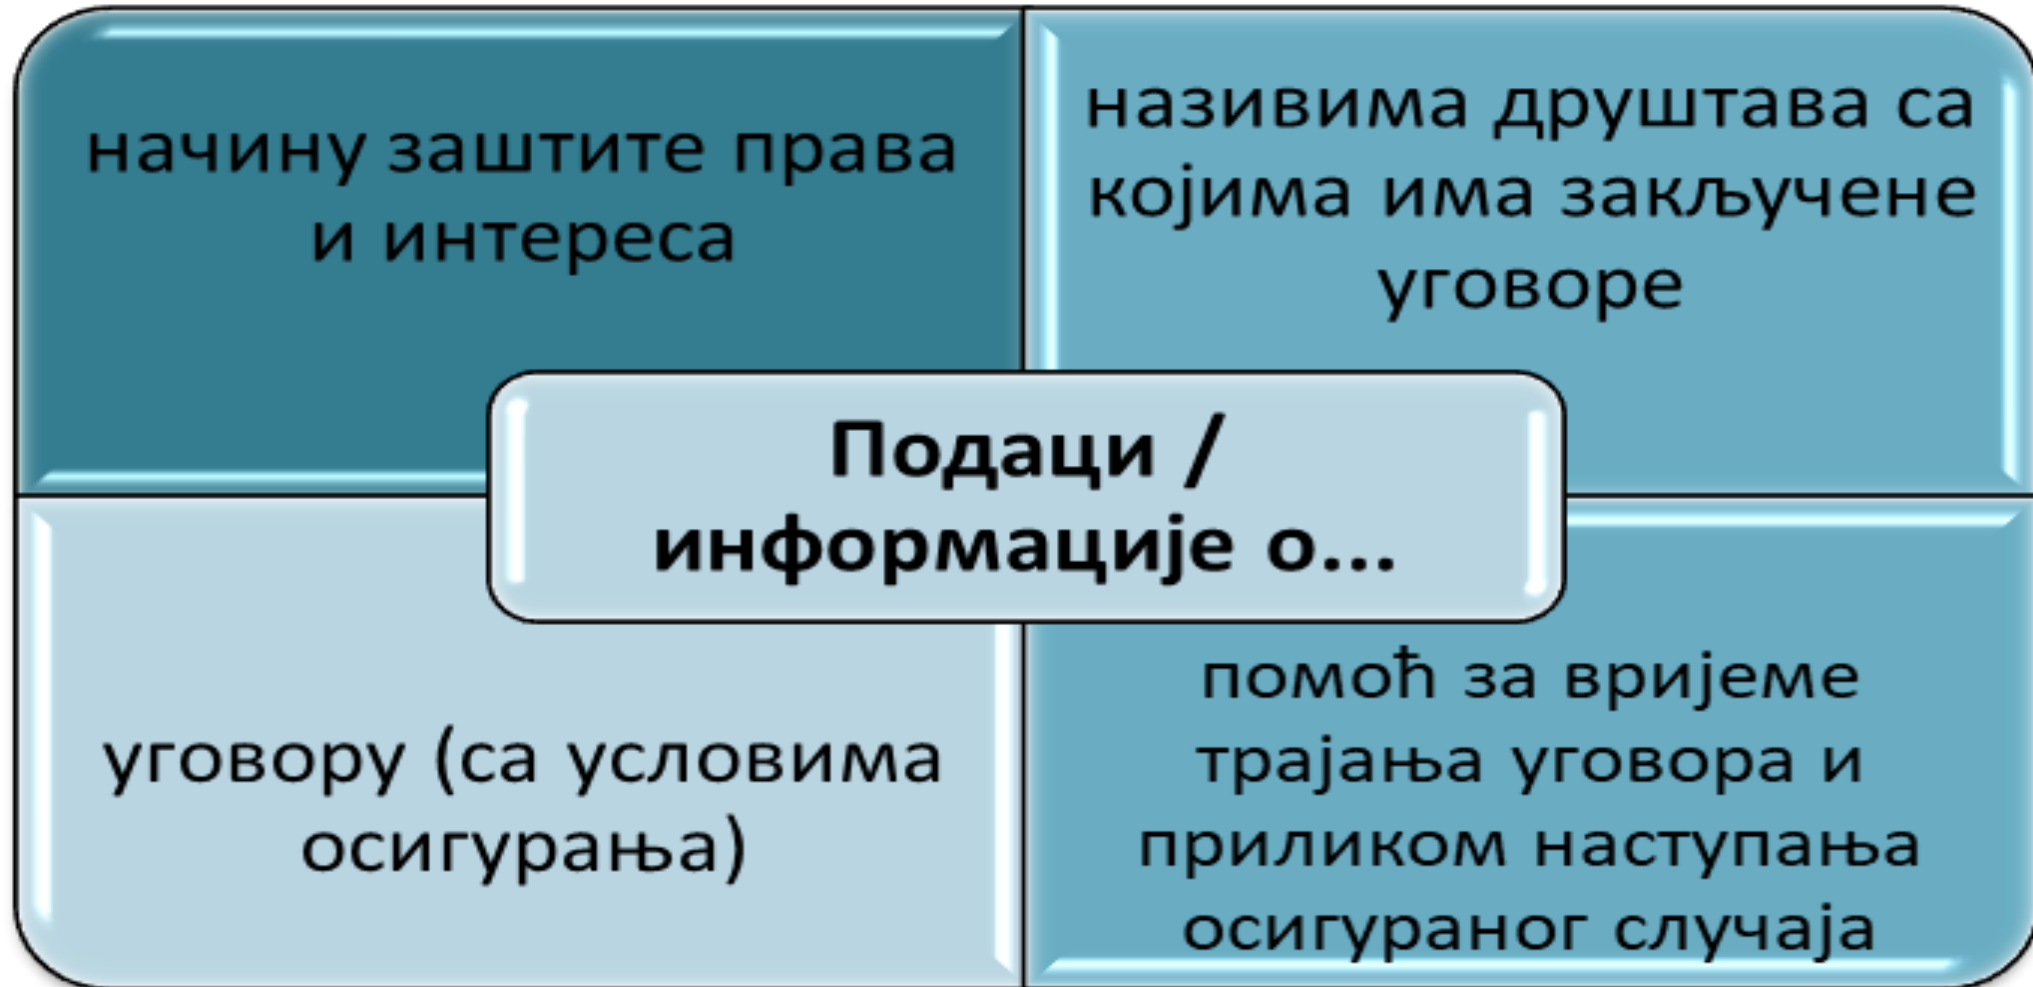 начину заштите права
и интереса
називима друштава са
којима има закључене
уговоре
Подаци /
информације о...
уговору (са условима
осигурања)
помоћ за вријеме
трајања уговора и
приликом наступања
осигураног случаја